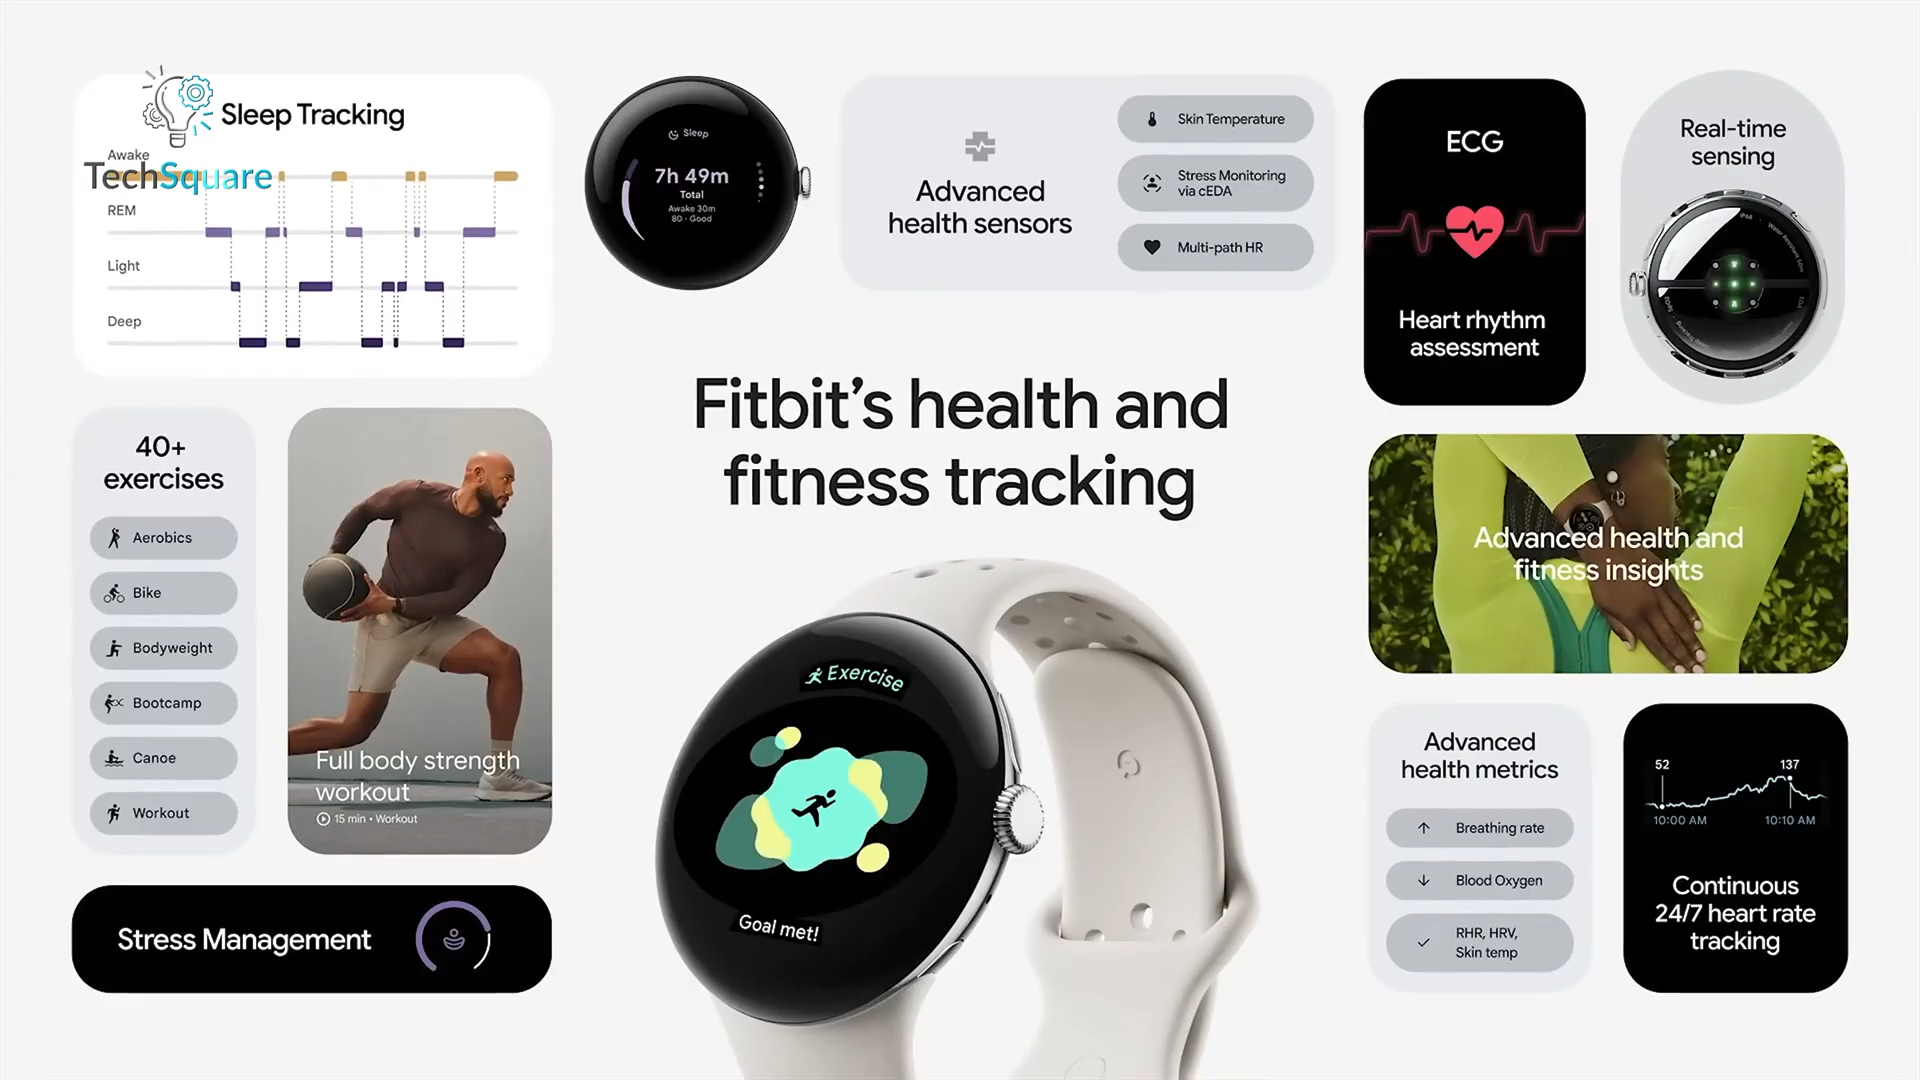 Sleep Tracking
TechSquare
Awake
REM
Light
Deep
Sleep
7h 49m
Total
Awake 30m
80 · Good
Advanced
health sensors
Skin Temperature
Stress Monitoring
via cEDA
Multi-path HR
ECG
Heart rhythm
assessment
Real-time
sensing
Fitbit's health and
fitness tracking
40+
exercises
Aerobics
Bike
Bodyweight
Bootcamp
Canoe
Workout
Full body strength
workout
15 min • Workout
Stress Management
Exercise
Goal met!
Advanced health and
fitness insights
Advanced
health metrics
Breathing rate
Blood Oxygen
RHR, HRV,
Skin temp
52 137
10:00 AM 10:10 AM
Continuous
24/7 heart rate
tracking